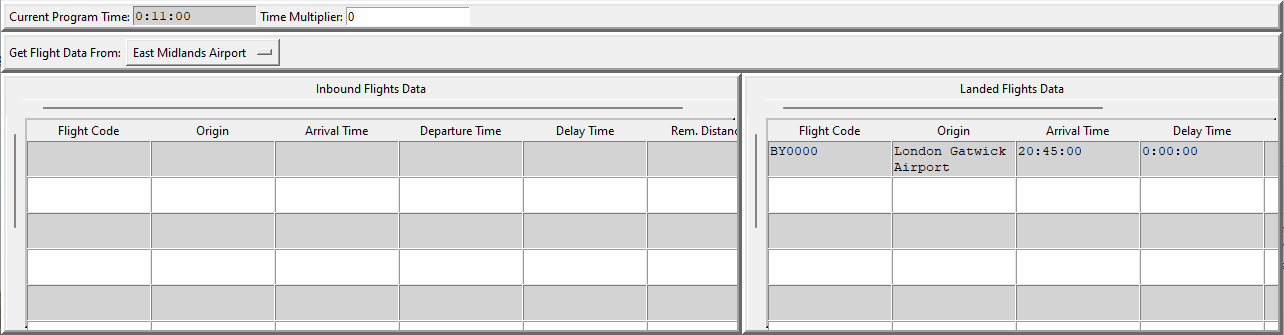 Current Program Time: 0:11:00 Time Multiplier: 0
Get Flight Data From: East Midlands Airport
Inbound Flights Data
Flight Code Origin Arrival Time Departure Time Delay Time Rem. Distanc
Landed Flights Data
Flight Code Origin Arrival Time Delay Time
BY0000 London Gatwick 20:45:00 0:00:00
Airport